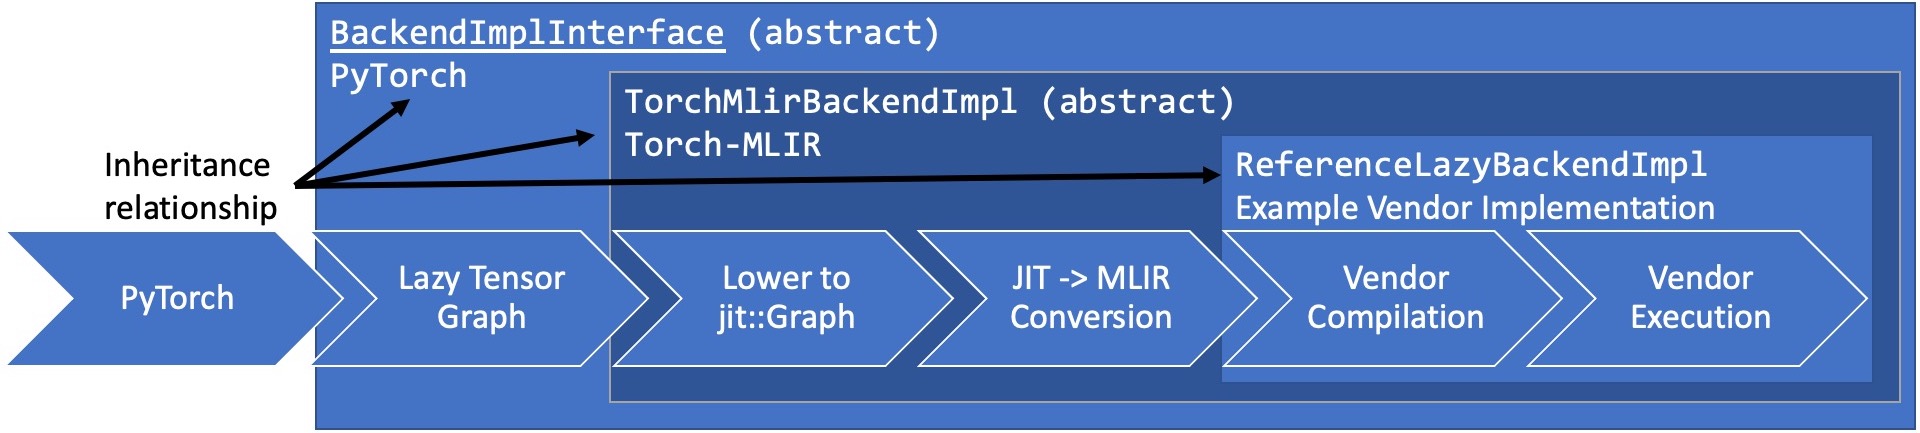 BackendImplInterface (abstract)
PyTorch
TorchMlirBackendImpl (abstract)
Torch-MLIR
Inheritance
relationship
ReferenceLazyBackendImpl
Example Vendor Implementation
PyTorch
Lazy Tensor
Graph
Lower to
jit::Graph
JIT -> MLIR
Conversion
Vendor
Compilation
Vendor
Execution